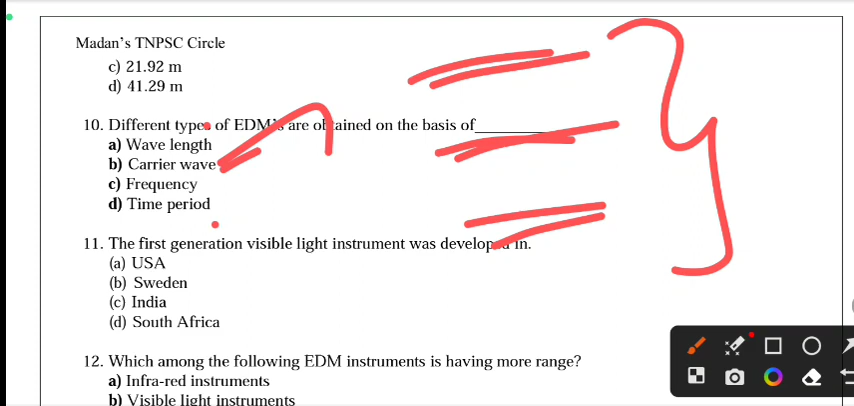 Madan's TNPSC Circle
c) 21.92 m
d) 41.29 m
10. Different types of EDM's are obtained on the basis of__________
a) Wave length
b) Carrier wave
c) Frequency
d) Time period
11. The first generation visible light instrument was developed in.
(a) USA
(b) Sweden
(c) India
(d) South Africa
12. Which among the following EDM instruments is having more range?
a) Infra-red instruments
b) Visible light instruments